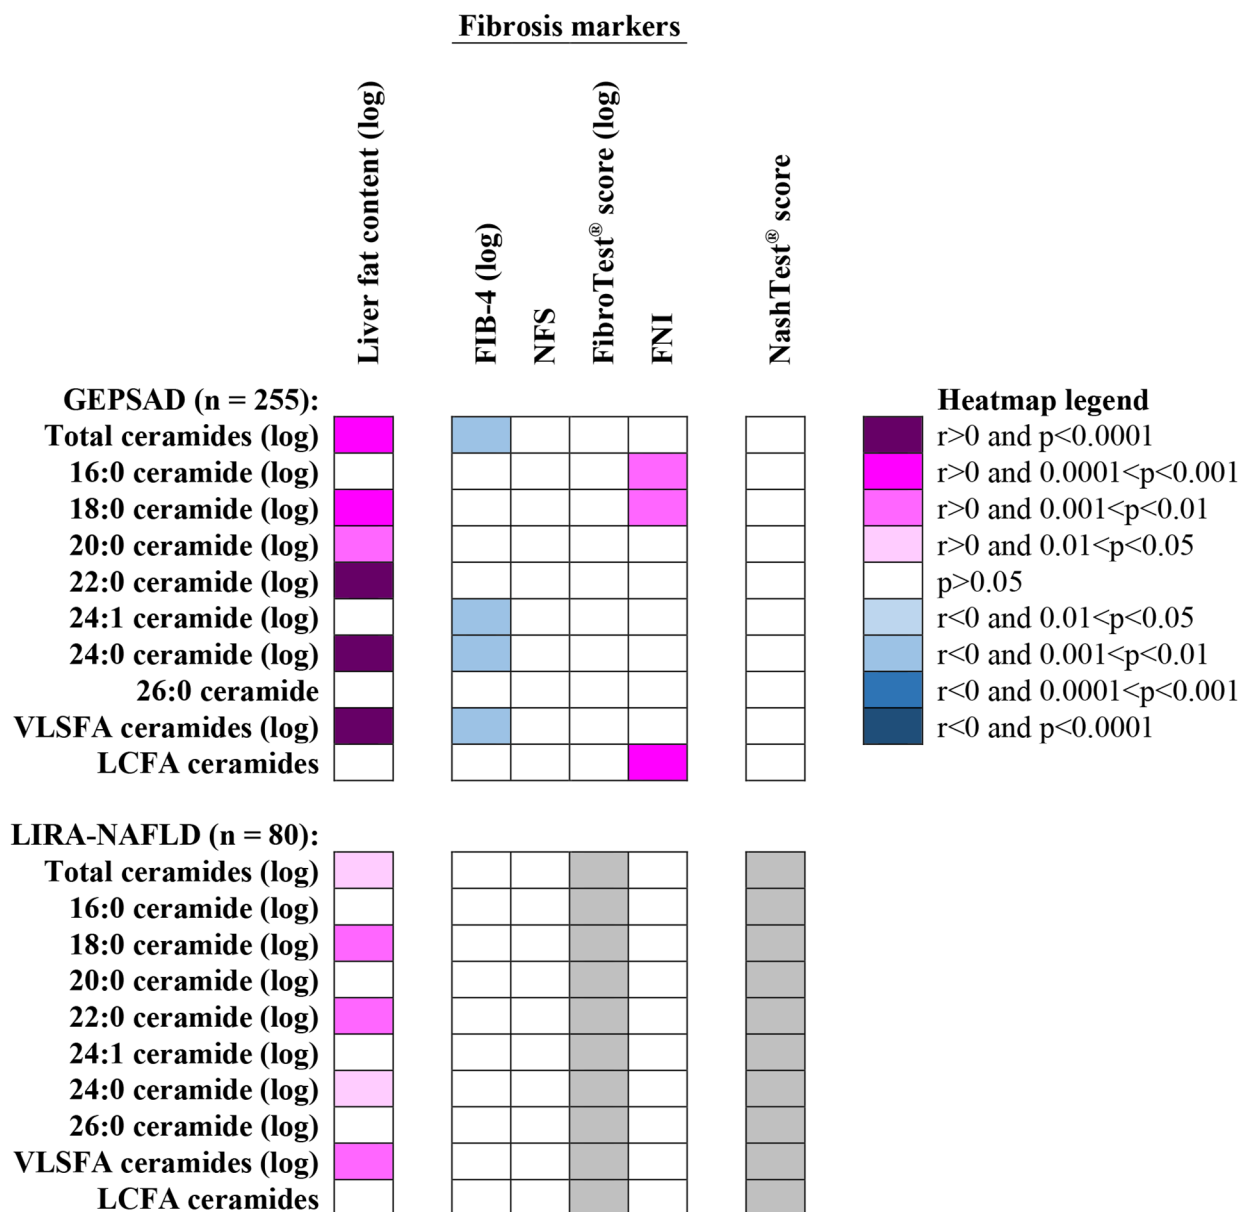 Fibrosis markers
Liver fat content (log)
FIB-4 (log)
NFS
FibroTest® score (log)
FNI
NashTest® score
GEPSAD (n = 255):
Total ceramides (log)
16:0 ceramide (log)
18:0 ceramide (log)
20:0 ceramide (log)
22:0 ceramide (log)
24:1 ceramide (log)
24:0 ceramide (log)
26:0 ceramide
VLSFA ceramides (log)
LCFA ceramides
Heatmap legend
r>0 and p<0.0001
r>0 and 0.0001<p<0.001
r>0 and 0.001<p<0.01
r>0 and 0.01<p<0.05
p>0.05
r<0 and 0.01<p<0.05
r<0 and 0.001<p<0.01
r<0 and 0.0001<p<0.001
r<0 and p<0.0001
LIRA-NAFLD (n = 80):
Total ceramides (log)
16:0 ceramide (log)
18:0 ceramide (log)
20:0 ceramide (log)
22:0 ceramide (log)
24:1 ceramide (log)
24:0 ceramide (log)
26:0 ceramide (log)
VLSFA ceramides (log)
LCFA ceramides